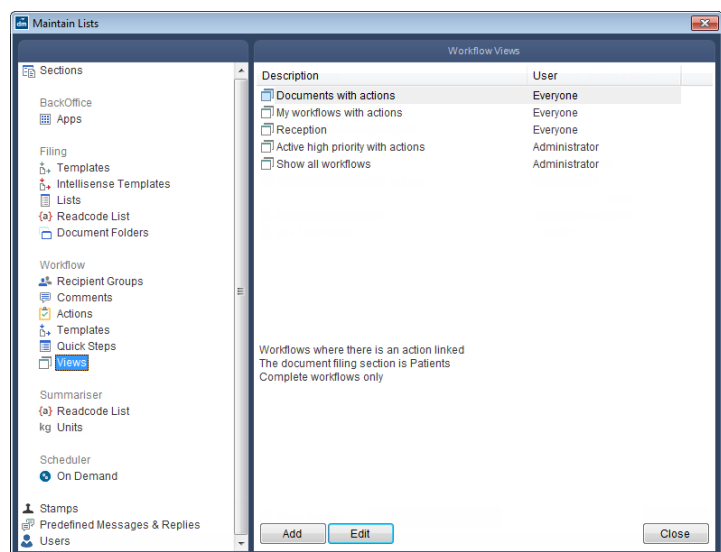 dm Maintain Lists
Workflow Views
Sections
BackOffice
Apps
Filing
Templates
Intellisense Templates
Lists
{a} Readcode List
Document Folders
Workflow
Recipient Groups
Comments
Actions
Templates
Quick Steps
Views
Summariser
{a} Readcode List
kg Units
Scheduler
On Demand
Stamps
Predefined Messages & Replies
Users
Description User
Documents with actions Everyone
My workflows with actions Everyone
Reception Everyone
Active high priority with actions Administrator
Show all workflows Administrator
Workflows where there is an action linked
The document filing section is Patients
Complete workflows only
Add Edit Close